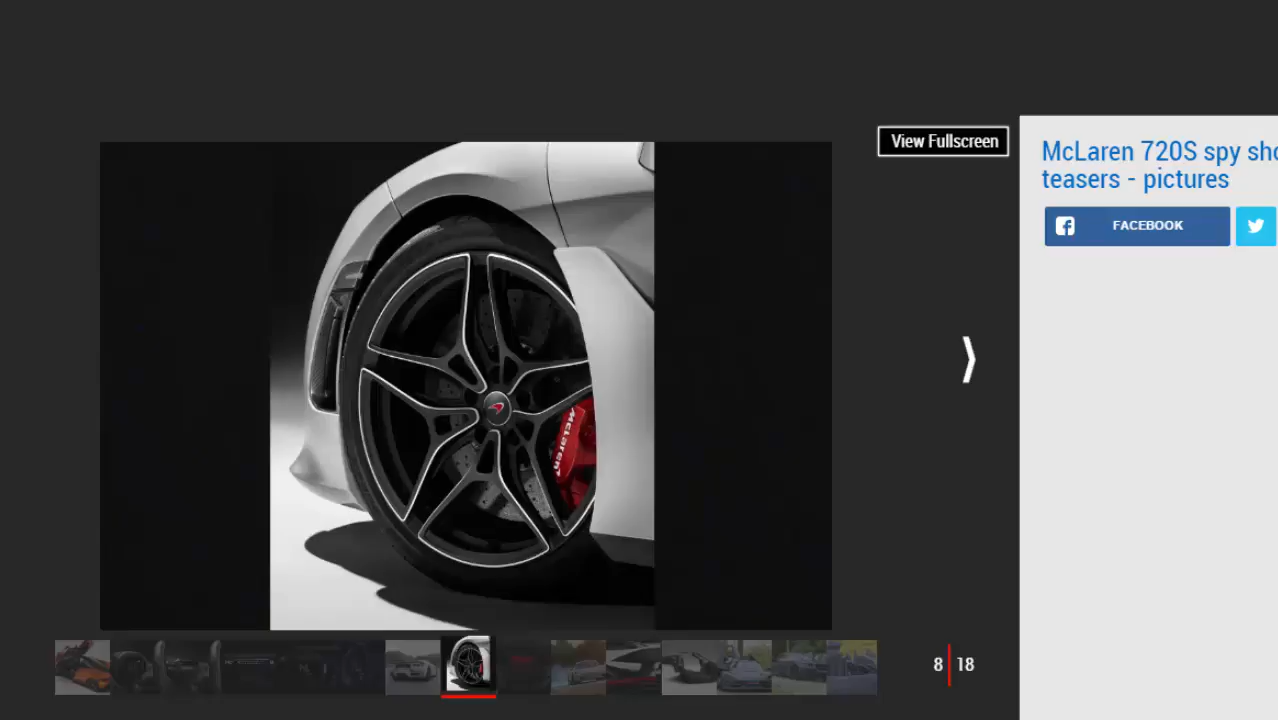 View Fullscreen
McLaren 720S spy sho
teasers - pictures
FACEBOOK
McLaren
8 18